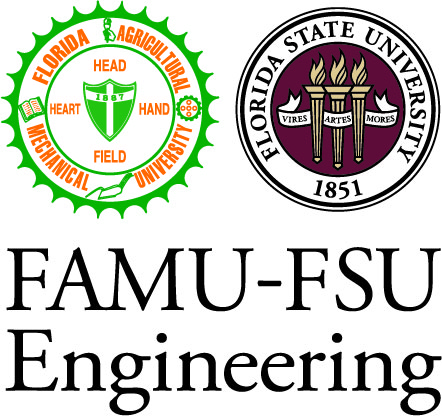 FLORIDA AGRICULTURAL
MECHANICAL UNIVERSITY
HEAD
1887
HEART HAND
FIELD
FLORIDA STATE UNIVERSITY
VIRES ARTES MORES
1851
FAMU-FSU
Engineering